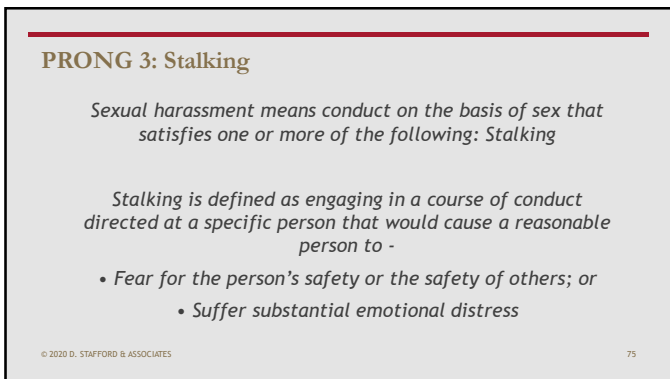 PRONG 3: Stalking
Sexual harassment means conduct on the basis of sex that
satisfies one or more of the following: Stalking
Stalking is defined as engaging in a course of conduct
directed at a specific person that would cause a reasonable
person to -
• Fear for the person's safety or the safety of others; or
• Suffer substantial emotional distress
© 2020 D. STAFFORD & ASSOCIATES
75